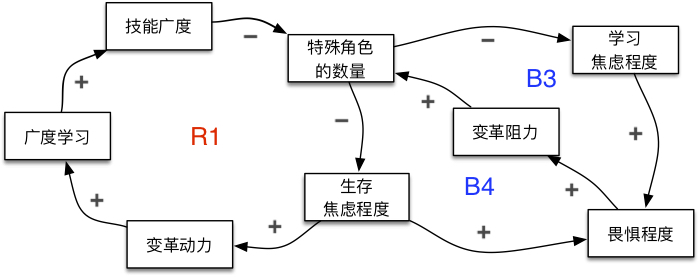 技能广度
−
特殊角色
的数量
−
学习
焦虑程度
+
B3
+
变革阻力
+
广度学习
R1
−
+
B4
+
生存
焦虑程度
+
+
+
变革动力
畏惧程度